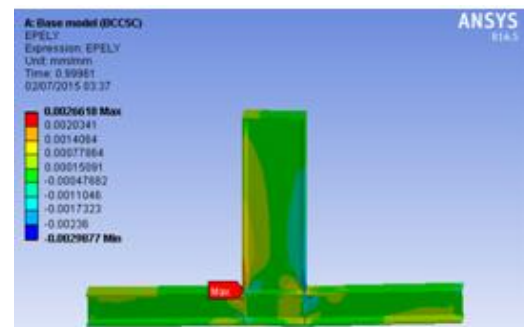 A: Base model (BCCSC)
EPELY
Expression: EPELY
Unit: mm/mm
Time: 0.99961
02/07/2015 03:37
0.0026618 Max
0.0020341
0.0014064
0.00077864
0.00015091
-0.00047682
-0.0011046
-0.0017323
-0.00236
-0.0029877 Min
ANSYS
R14.5
Max